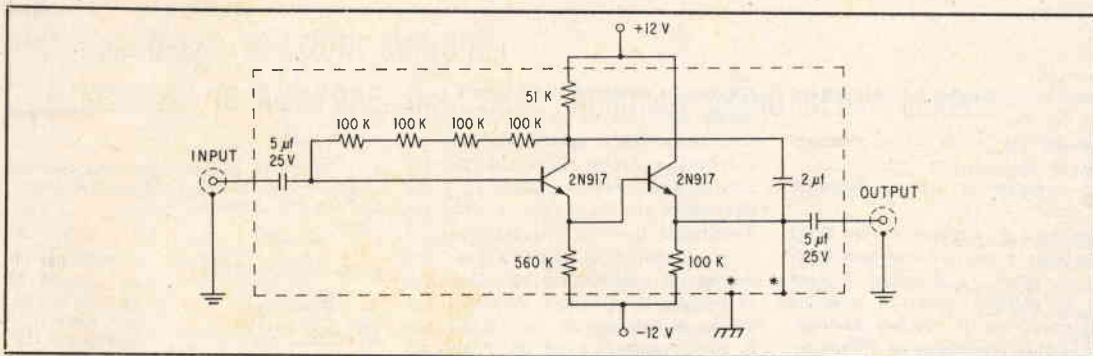 +12 V
51 K
100 K 100 K 100 K 100 K
5 µf
25 V
INPUT
2N917
2N917
2 µf
OUTPUT
5 µf
25 V
560 K
100 K
* *
−12 V